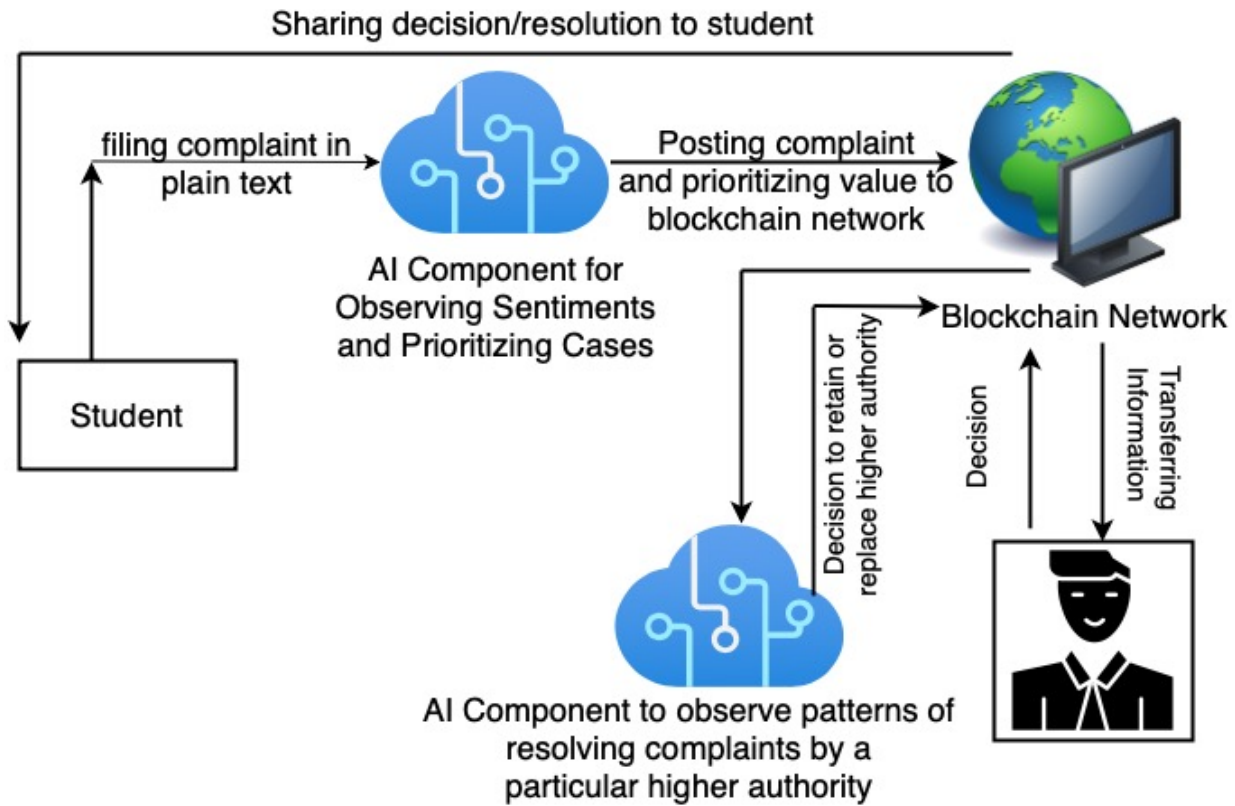 Sharing decision/resolution to student
filing complaint in
plain text
Posting complaint
and prioritizing value to
blockchain network
AI Component for
Observing Sentiments
and Prioritizing Cases
Blockchain Network
Student
Decision to retain or
replace higher authority
Decision
Transferring
Information
AI Component to observe patterns of
resolving complaints by a
particular higher authority